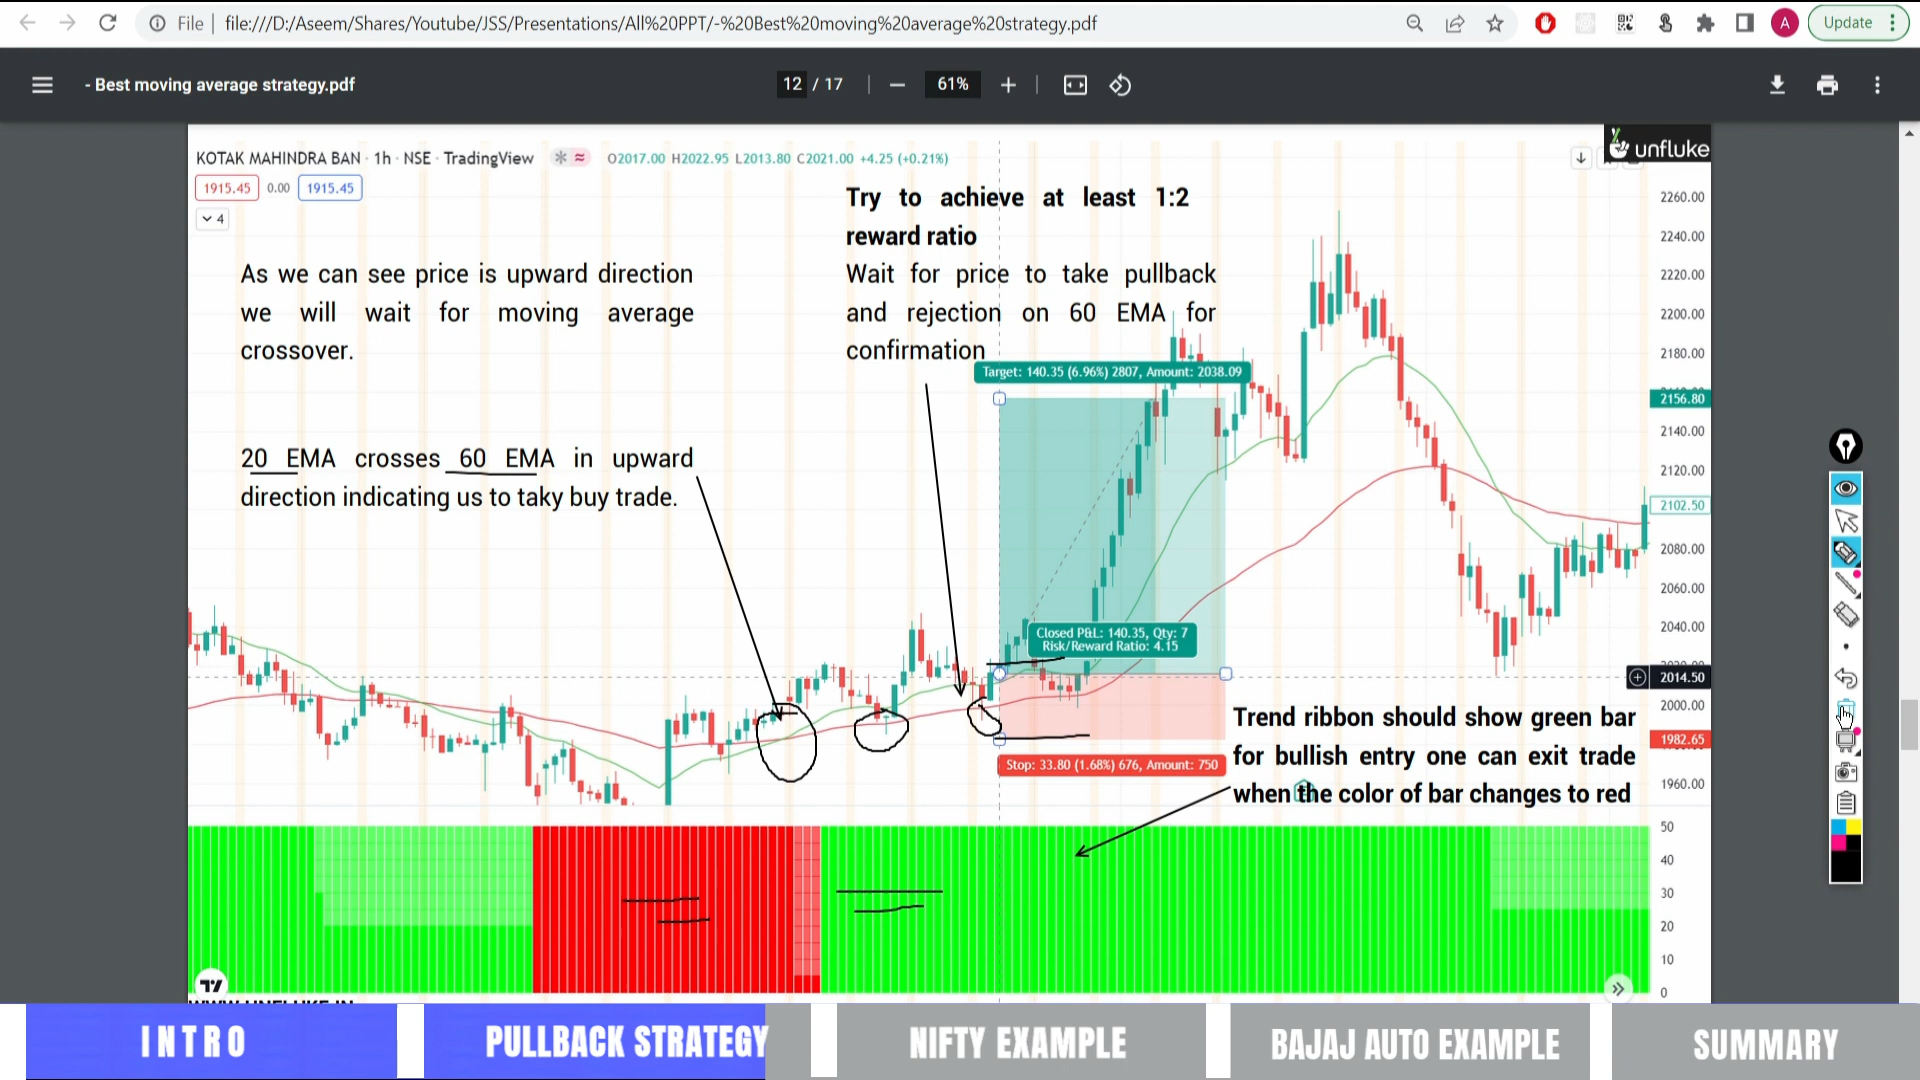 File | file:///D:/Aseem/Shares/Youtube/JSS/Presentations/All%20PPT/-%20Best%20moving%20average%20strategy.pdf
A
Update
- Best moving average strategy.pdf
12 / 17
61%
unfluke
KOTAK MAHINDRA BAN · 1h · NSE · TradingView
O2017.00 H2022.95 L2013.80 C2021.00 +4.25 (+0.21%)
1915.45 0.00 1915.45
4
Try to achieve at least 1:2
reward ratio
Wait for price to take pullback
and rejection on 60 EMA for
confirmation
As we can see price is upward direction
we will wait for moving average
crossover.
20 EMA crosses 60 EMA in upward
direction indicating us to taky buy trade.
Target: 140.35 (6.96%) 2807, Amount: 2038.09
Closed P&L: 140.35, Qty: 7
Risk/Reward Ratio: 4.15
Stop: 33.80 (1.68%) 676, Amount: 750
Trend ribbon should show green bar
for bullish entry one can exit trade
when the color of bar changes to red
2260.00
2240.00
2220.00
2200.00
2180.00
2156.80
2140.00
2120.00
2102.50
2080.00
2060.00
2040.00
2014.50
2000.00
1982.65
1960.00
50
40
30
20
10
0
INTRO
PULLBACK STRATEGY
NIFTY EXAMPLE
BAJAJ AUTO EXAMPLE
SUMMARY